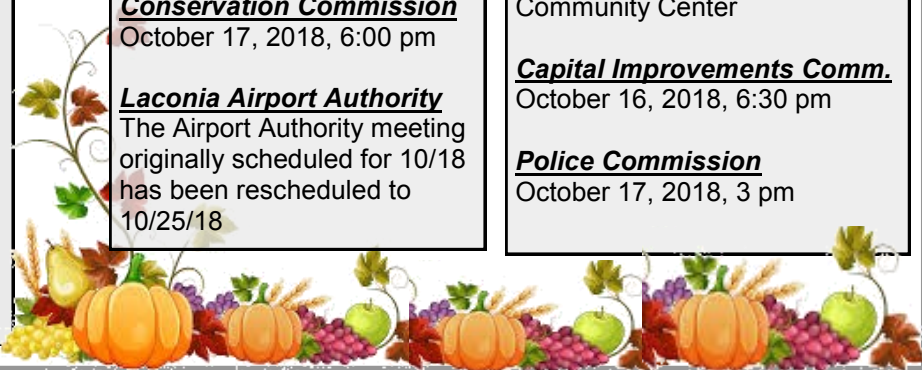 Conservation Commission
October 17, 2018, 6:00 pm
Laconia Airport Authority
The Airport Authority meeting
originally scheduled for 10/18
has been rescheduled to
10/25/18
Community Center
Capital Improvements Comm.
October 16, 2018, 6:30 pm
Police Commission
October 17, 2018, 3 pm